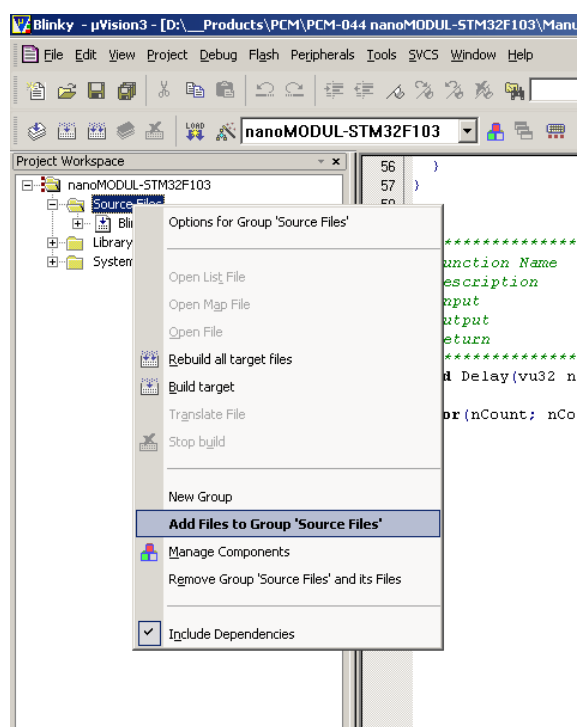 Blinky - µVision3 - [D:\__Products\PCM\PCM-044 nanoMODUL-STM32F103\Manu
File Edit View Project Debug Flash Peripherals Tools SVCS Window Help
LOAD nanoMODUL-STM32F103
Project Workspace
56 }
nanoMODUL-STM32F103
57 }
Source Files
Bli
Library
System
Options for Group 'Source Files'
Open List File
Open Map File
Open File
Rebuild all target files
Build target
Translate File
Stop build
New Group
Add Files to Group 'Source Files'
Manage Components
Remove Group 'Source Files' and its Files
Include Dependencies
**************
unction Name
escription
nput
utput
eturn
**************
d Delay(vu32 n
or(nCount; nCo